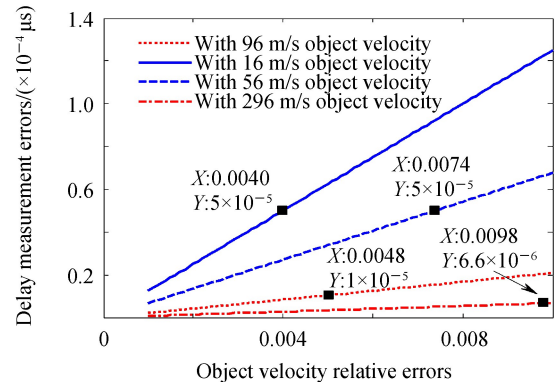 Delay measurement errors/(×10⁻⁴ μs)
1.4
1.0
0.6
0.2
With 96 m/s object velocity
With 16 m/s object velocity
With 56 m/s object velocity
With 296 m/s object velocity
X:0.0040
Y:5×10⁻⁵
X:0.0074
Y:5×10⁻⁵
X:0.0048
Y:1×10⁻⁵
X:0.0098
Y:6.6×10⁻⁶
0
0.004
0.008
Object velocity relative errors